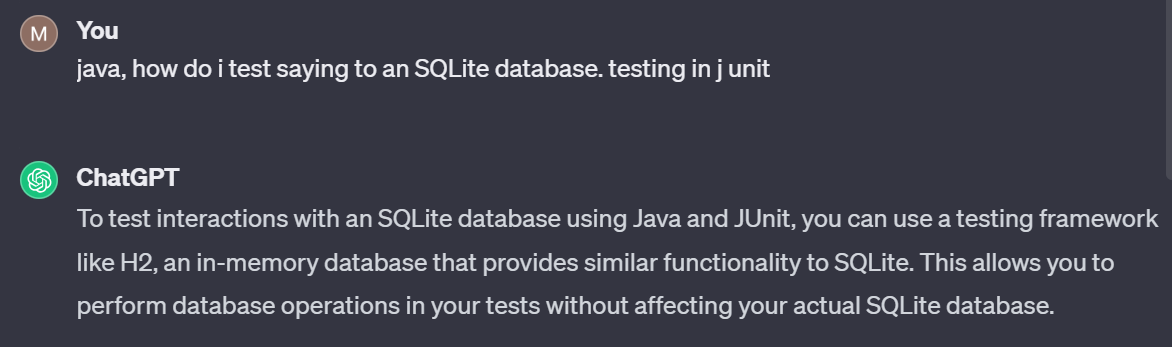 M
You
java, how do i test saying to an SQLite database. testing in j unit
ChatGPT
To test interactions with an SQLite database using Java and JUnit, you can use a testing framework
like H2, an in-memory database that provides similar functionality to SQLite. This allows you to
perform database operations in your tests without affecting your actual SQLite database.